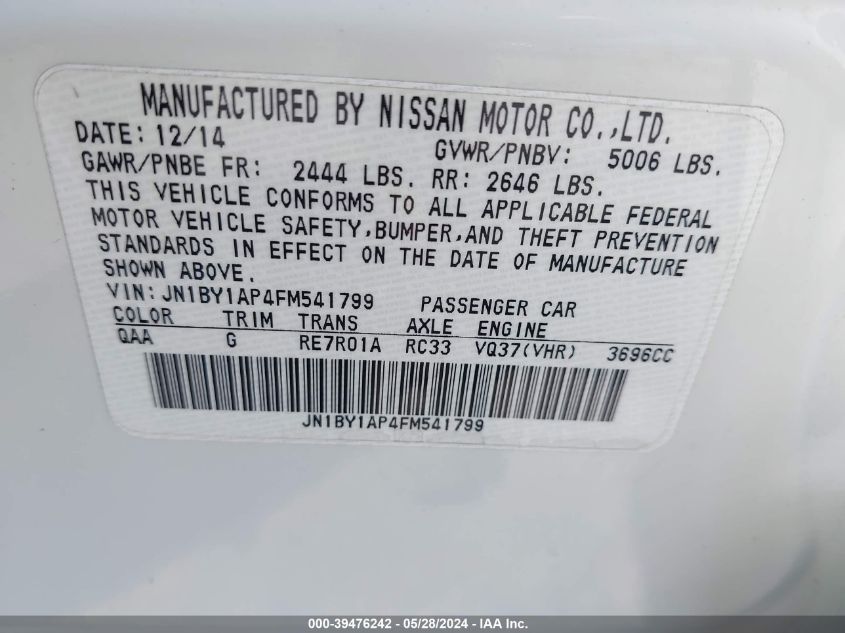 MANUFACTURED BY NISSAN MOTOR CO.,LTD.
DATE: 12/14 GVWR/PNBV: 5006 LBS.
GAWR/PNBE FR: 2444 LBS. RR: 2646 LBS.
THIS VEHICLE CONFORMS TO ALL APPLICABLE FEDERAL
MOTOR VEHICLE SAFETY,BUMPER,AND THEFT PREVENTION
STANDARDS IN EFFECT ON THE DATE OF MANUFACTURE
SHOWN ABOVE.
VIN: JN1BY1AP4FM541799 PASSENGER CAR
COLOR TRIM TRANS AXLE ENGINE
QAA G RE7R01A RC33 VQ37(VHR) 3696CC
JN1BY1AP4FM541799
000-39476242 - 05/28/2024 - IAA Inc.